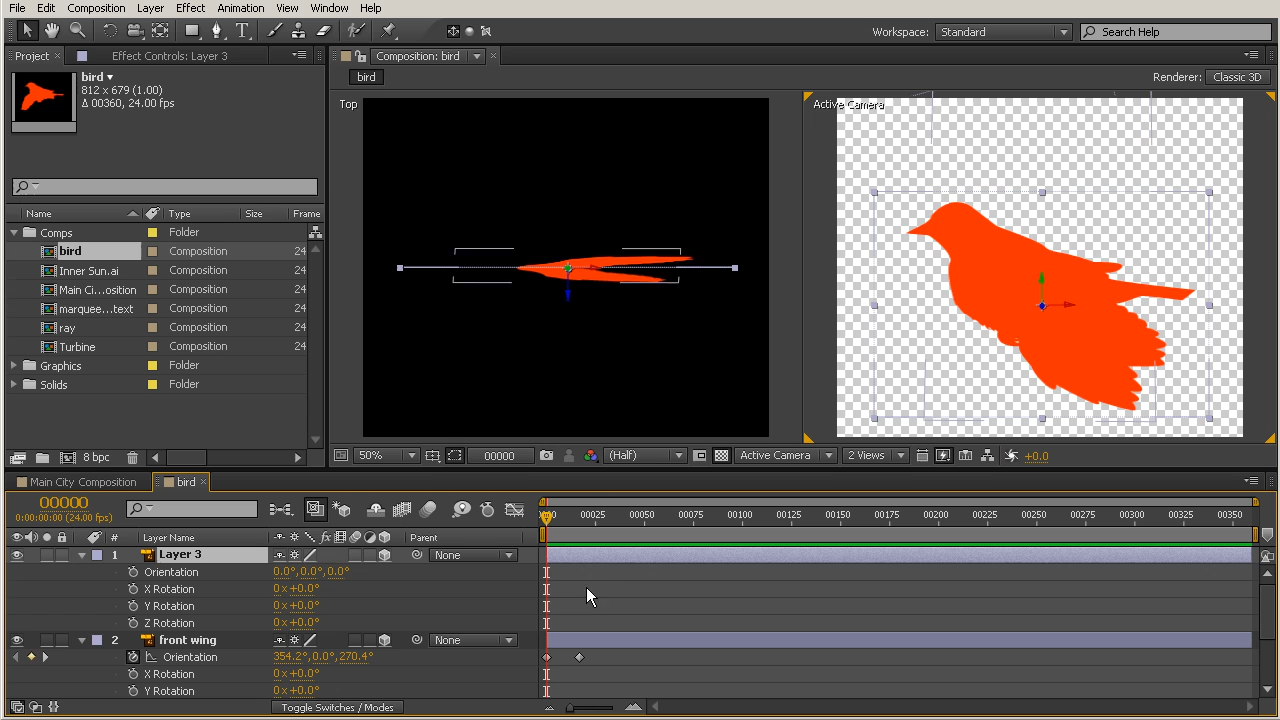 File Edit Composition Layer Effect Animation View Window Help
Workspace: Standard Search Help
Project Effect Controls: Layer 3 Composition: bird
bird
812 x 679 (1.00)
Δ 00360, 24.00 fps
bird
Renderer: Classic 3D
Top
Active Camera
Name Type Size Frame
Comps Folder
bird Composition 24
Inner Sun.ai Composition 24
Main Ci...osition Composition 24
marquee...text Composition 24
ray Composition 24
Turbine Composition 24
Graphics Folder
Solids Folder
8 bpc
50% 00000 (Half) Active Camera 2 Views +0.0
Main City Composition bird
00000
0:00:00:00 (24.00 fps)
00025 00050 00075 00100 00125 00150 00175 00200 00225 00250 00275 00300 00325 00350
# Layer Name Parent
1 Layer 3 None
Orientation 0.0°,0.0°,0.0°
X Rotation 0x+0.0°
Y Rotation 0x+0.0°
Z Rotation 0x+0.0°
2 front wing None
Orientation 354.2°,0.0°,270.4°
X Rotation 0x+0.0°
Y Rotation 0x+0.0°
Toggle Switches / Modes